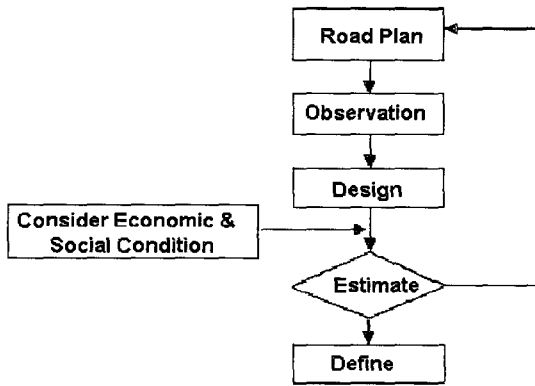 Road Plan
Observation
Design
Consider Economic &
Social Condition
Estimate
Define